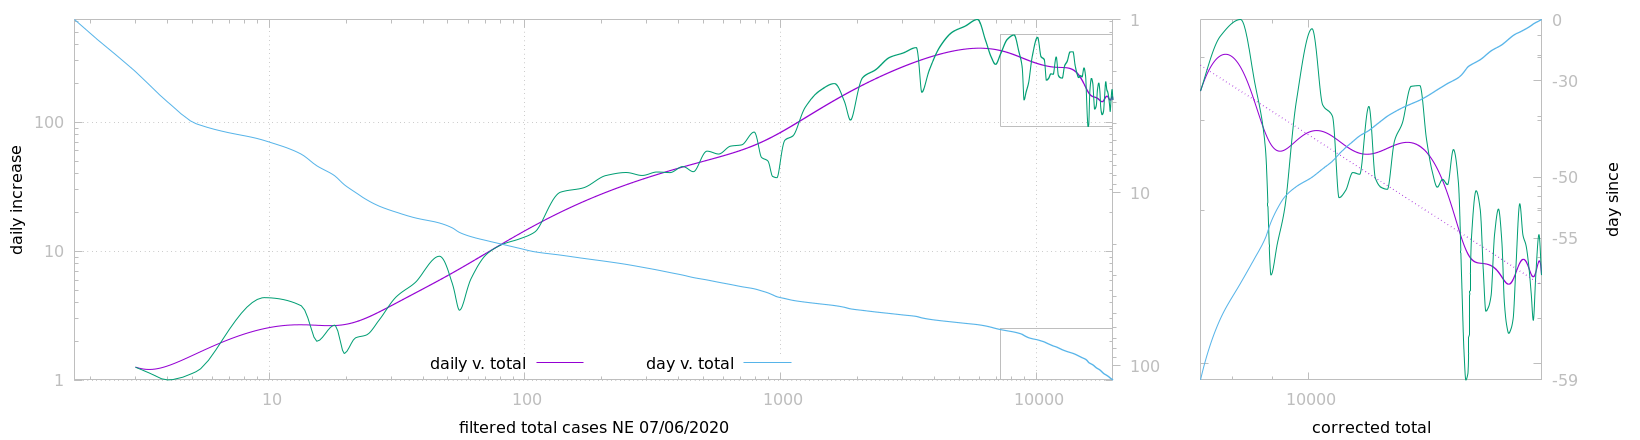 daily increase
100
10
1
10
100
1000
10000
1
10
100
daily v. total
day v. total
filtered total cases NE 07/06/2020
0
-30
-50
-55
-59
10000
day since
corrected total